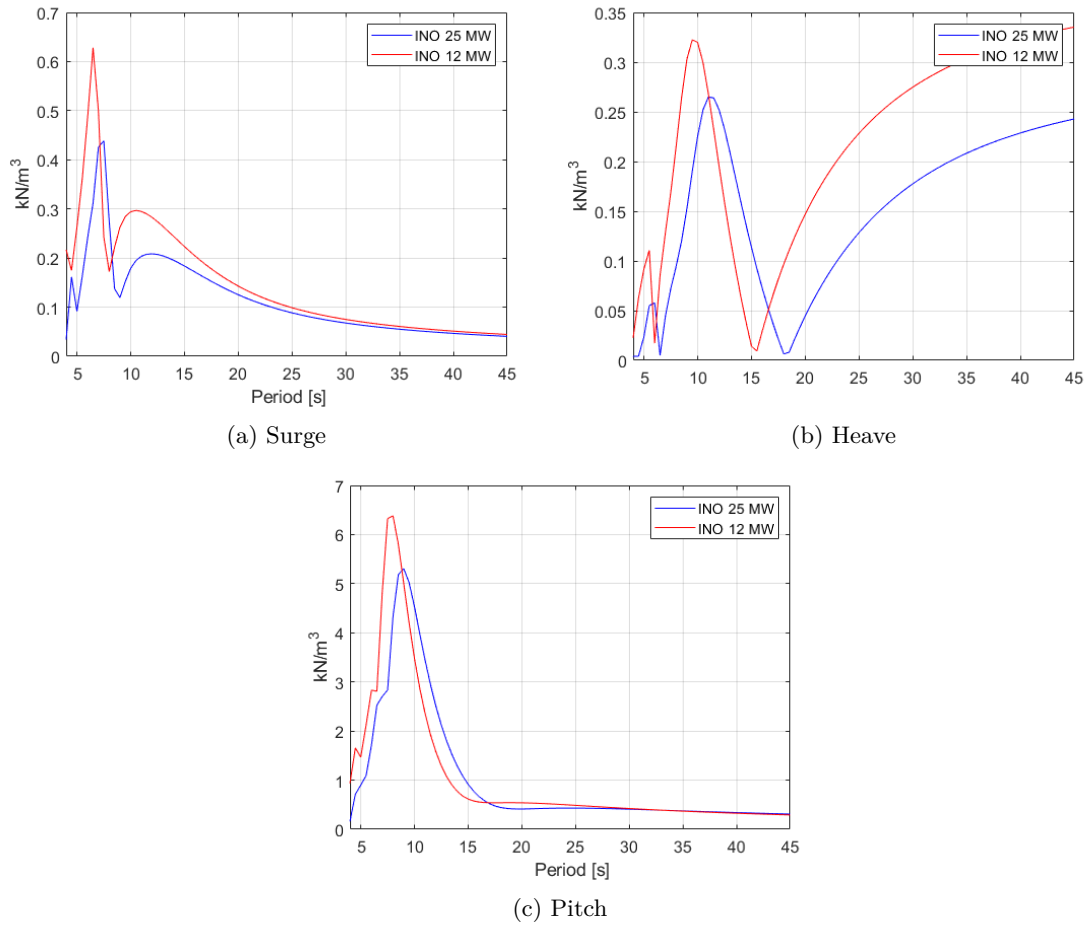 0.7
0.6
0.5
0.4
0.3
0.2
0.1
0
kN/m³
INO 25 MW
INO 12 MW
5 10 15 20 25 30 35 40 45
Period [s]
(a) Surge
0.35
0.3
0.25
0.2
0.15
0.1
0.05
0
kN/m³
INO 25 MW
INO 12 MW
5 10 15 20 25 30 35 40 45
(b) Heave
7
6
5
4
3
2
1
0
kN/m³
INO 25 MW
INO 12 MW
5 10 15 20 25 30 35 40 45
Period [s]
(c) Pitch